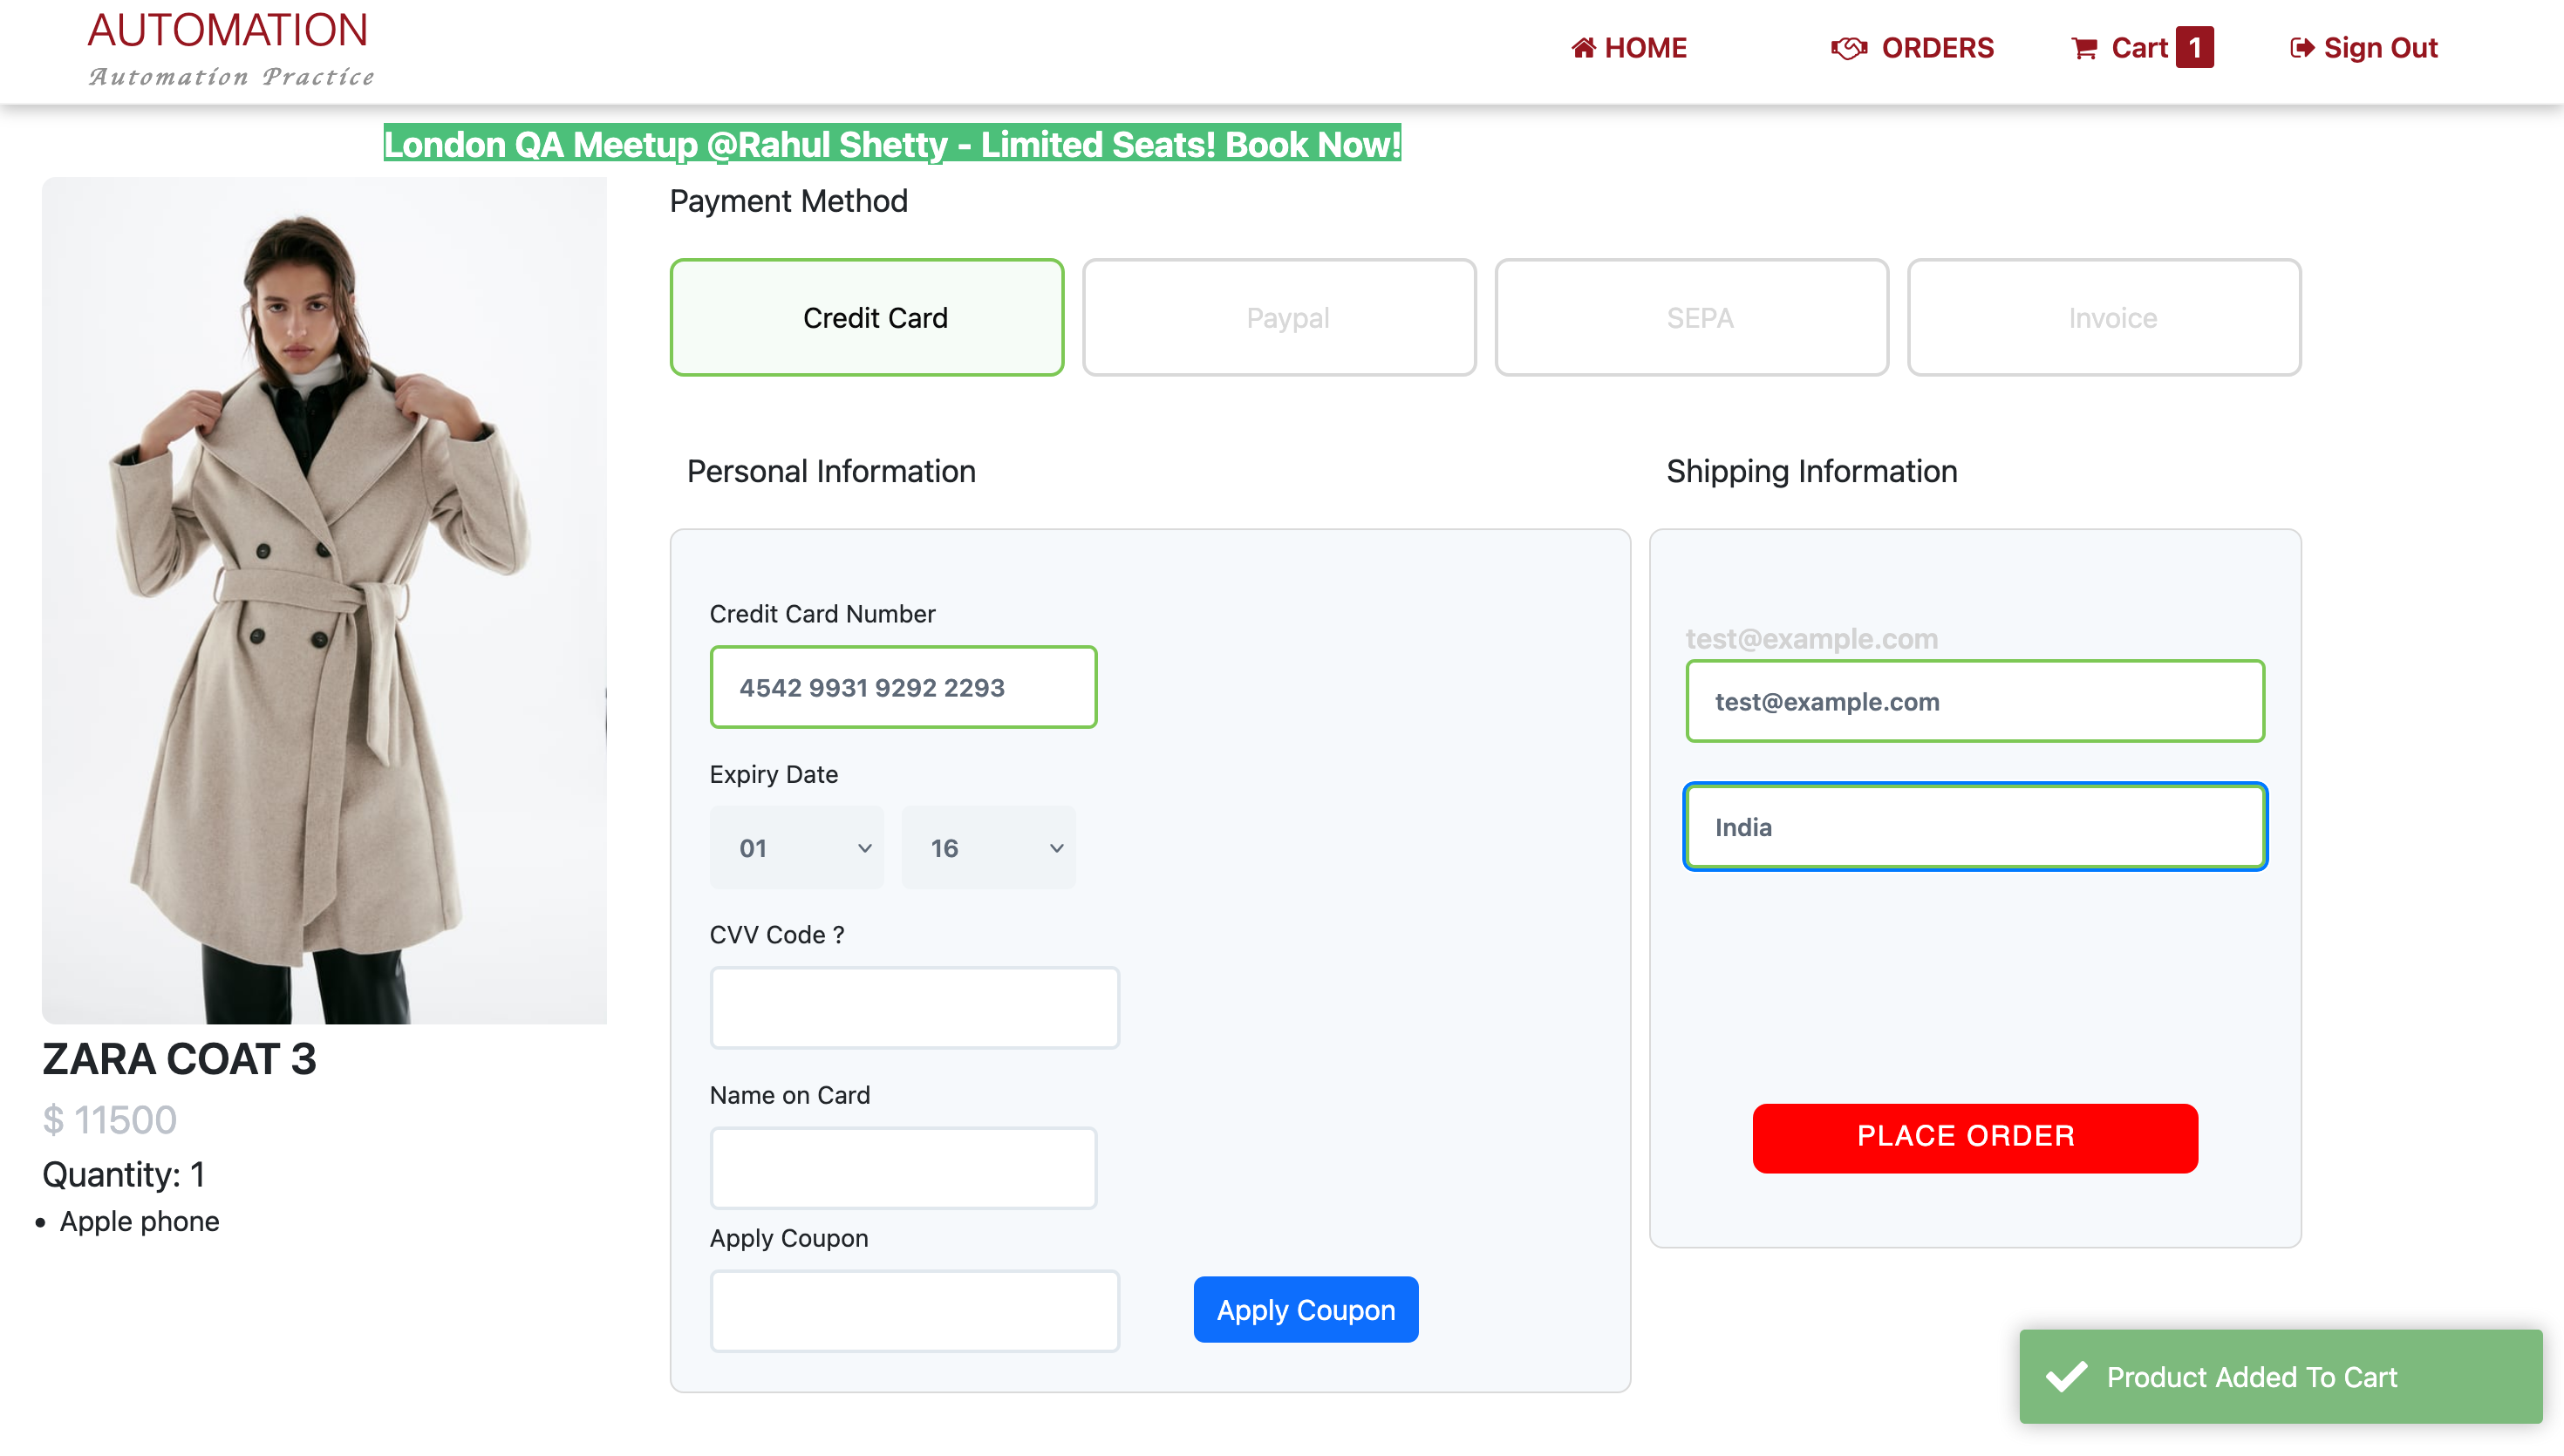 AUTOMATION
Automation Practice
HOME
ORDERS
Cart 1
Sign Out
London QA Meetup @Rahul Shetty - Limited Seats! Book Now!
Payment Method
Credit Card
Paypal
SEPA
Invoice
Personal Information
Credit Card Number
4542 9931 9292 2293
Expiry Date
01 16
CVV Code ?
Name on Card
Apply Coupon
Apply Coupon
Shipping Information
test@example.com
test@example.com
India
PLACE ORDER
ZARA COAT 3
$ 11500
Quantity: 1
Apple phone
Product Added To Cart